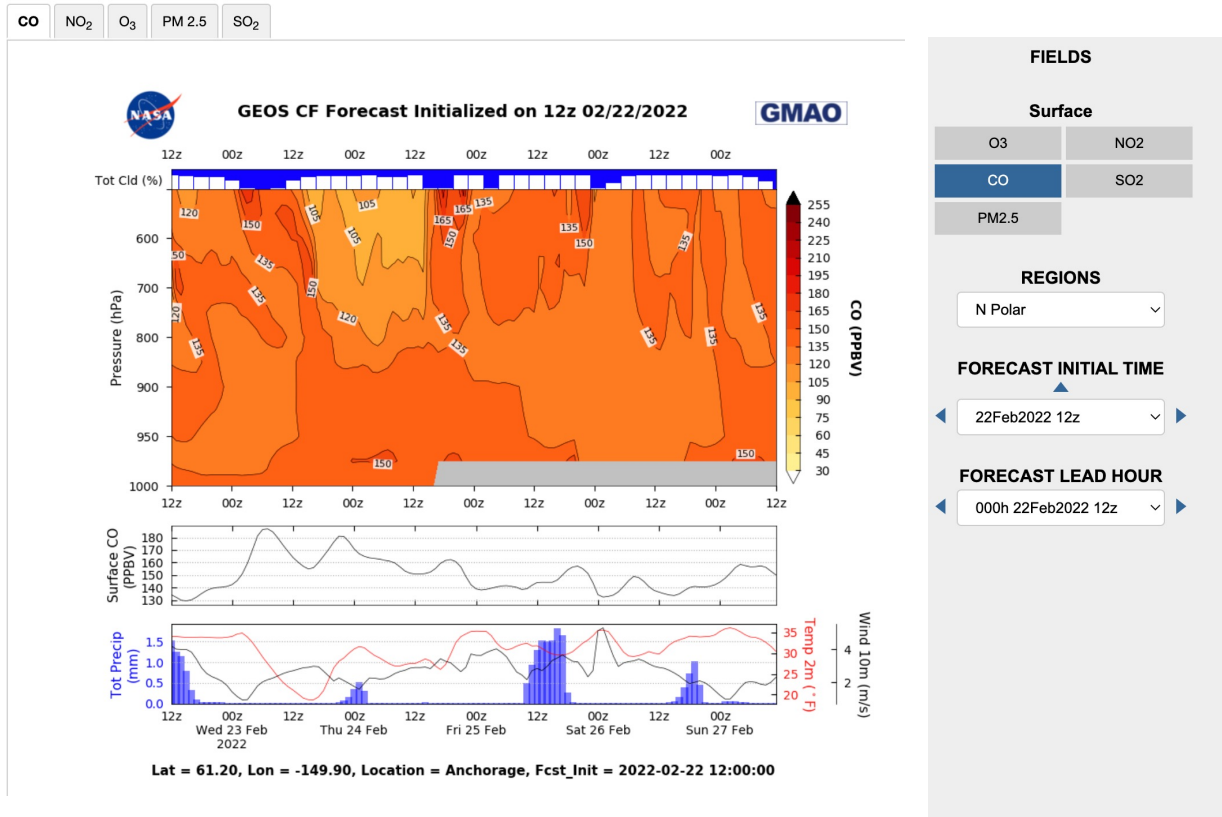 CO NO2 O3 PM 2.5 SO2
NASA
GEOS CF Forecast Initialized on 12z 02/22/2022
GMAO
12z 00z 12z 00z 12z 00z 12z 00z 12z 00z
Tot Cld (%)
120 150 105 105 165 165 135 135 150 135
150 105 150
50 135
135 150
120 120 135 135 135 135
135 135
150 150
600
700
800
900
950
1000
Pressure (hPa)
12z 00z 12z 00z 12z 00z 12z 00z 12z 00z 12z
255
240
225
210
195
180
165
150
135
120
105
90
75
60
45
30
CO (PPBV)
Surface CO
(PPBV)
180
170
160
150
140
130
Tot Precip
(mm)
1.5
1.0
0.5
0.0
35
30
25
20
Temp 2m (°F)
4
2
Wind 10m (m/s)
12z 00z 12z 00z 12z 00z 12z 00z 12z 00z
Wed 23 Feb Thu 24 Feb Fri 25 Feb Sat 26 Feb Sun 27 Feb
2022
Lat = 61.20, Lon = -149.90, Location = Anchorage, Fcst_Init = 2022-02-22 12:00:00
FIELDS
Surface
O3 NO2
CO SO2
PM2.5
REGIONS
N Polar
FORECAST INITIAL TIME
22Feb2022 12z
FORECAST LEAD HOUR
000h 22Feb2022 12z